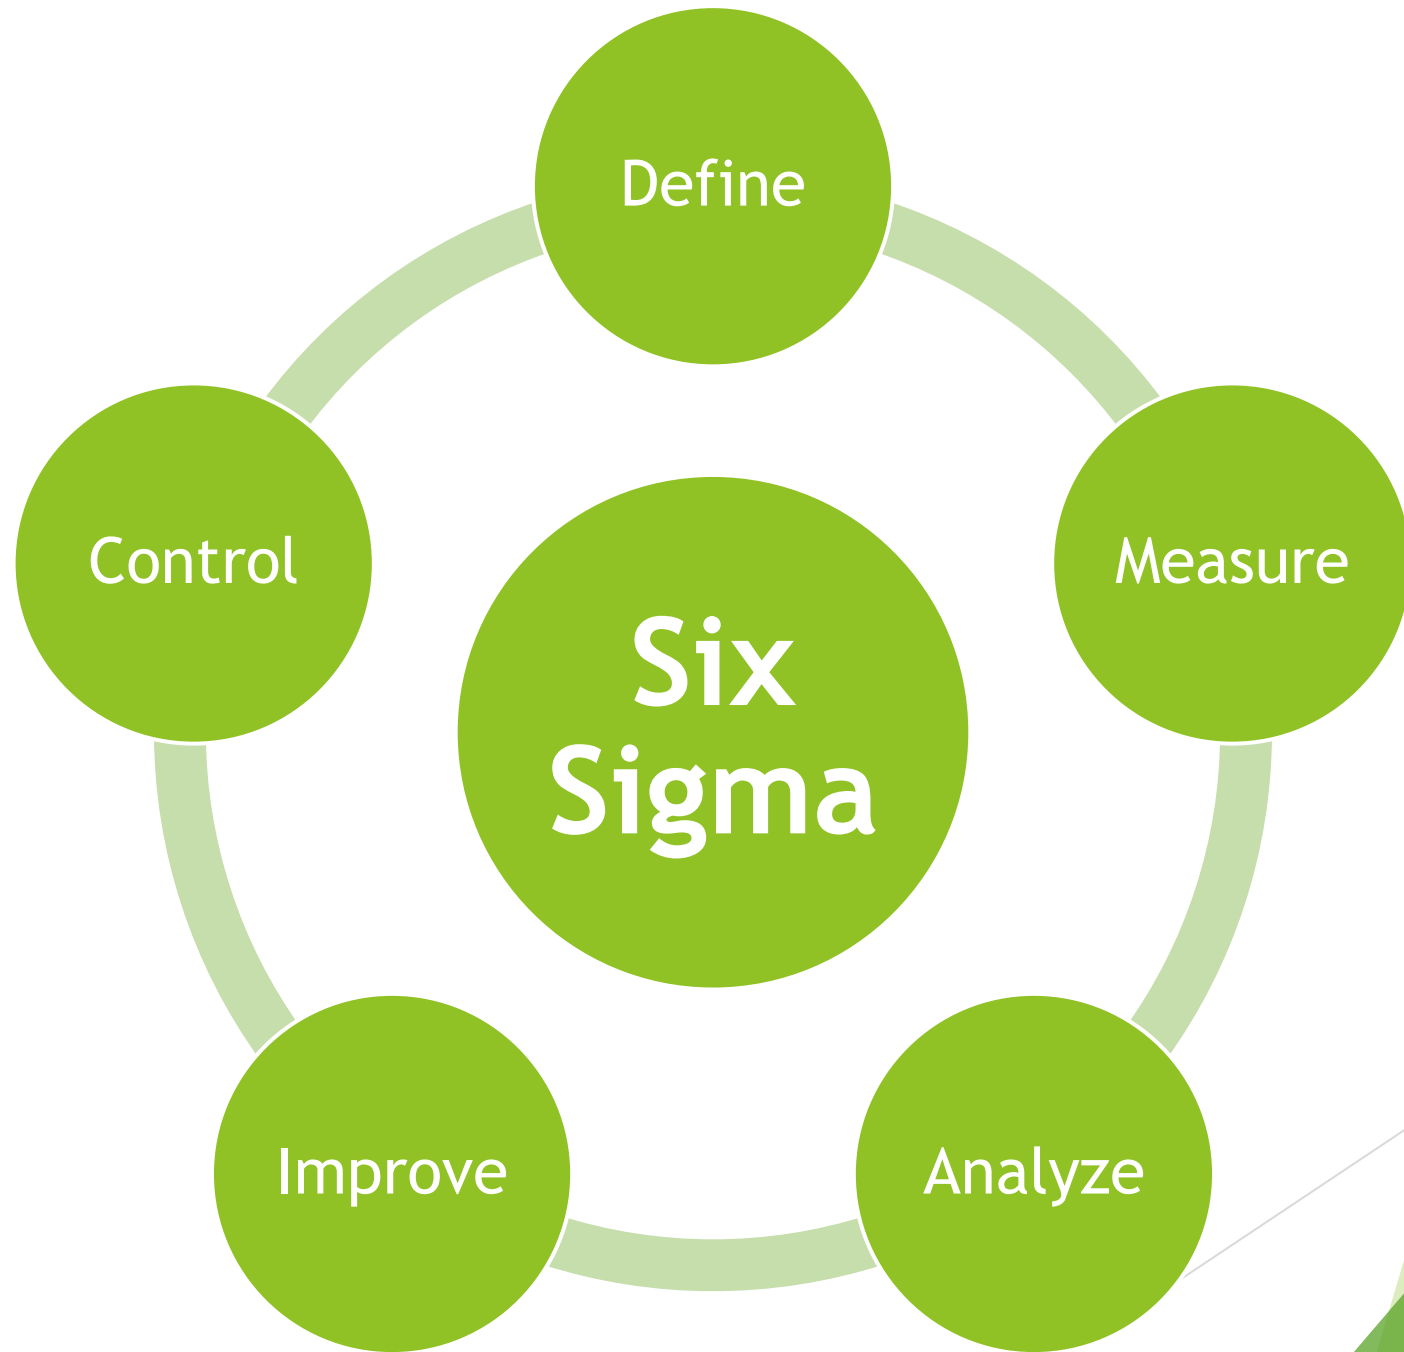 Define
Measure
Analyze
Improve
Control
Six
Sigma